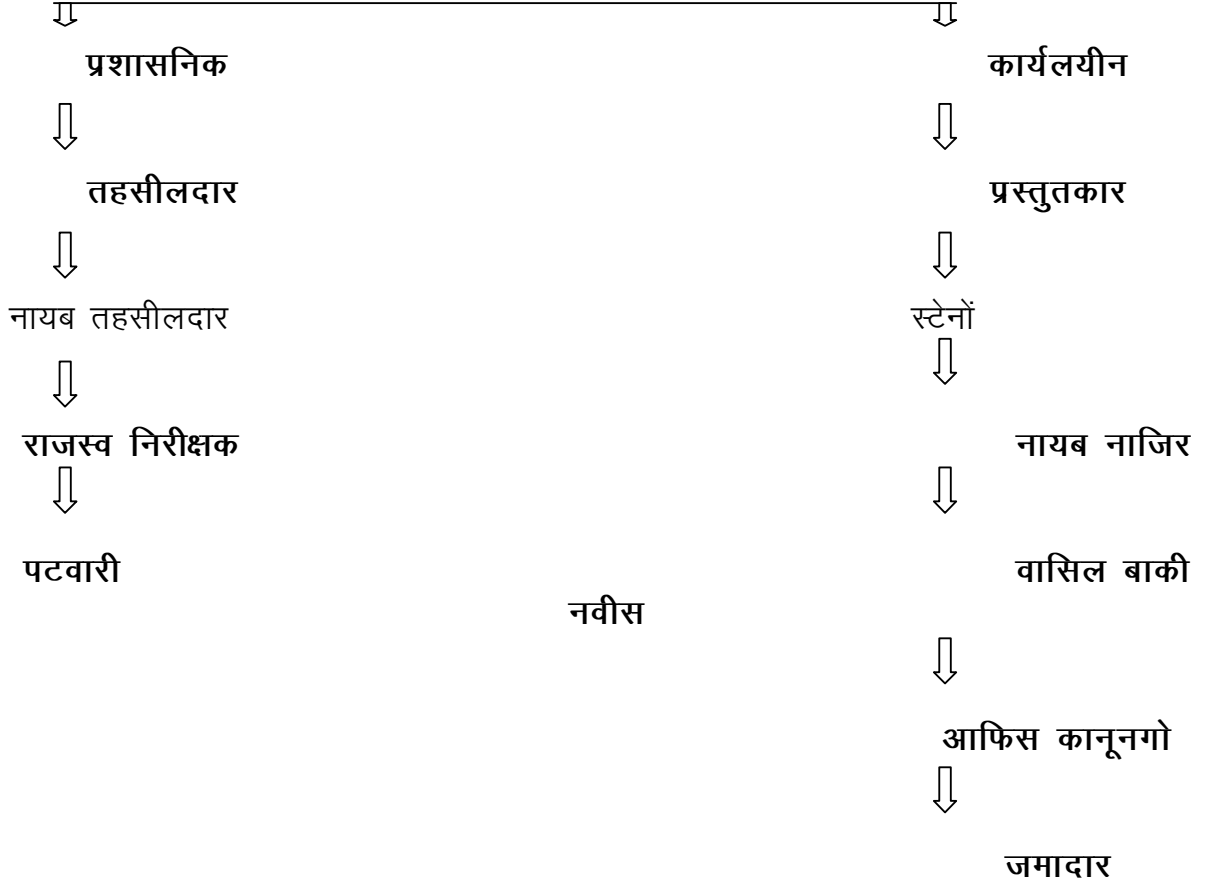 प्रशासनिक कार्यलयीन
तहसीलदार प्रस्तुतकार
नायब तहसीलदार स्टेनों
राजस्व निरीक्षक नायब नाजिर
पटवारी वासिल बाकी
नवीस
आफिस कानूनगो
जमादार